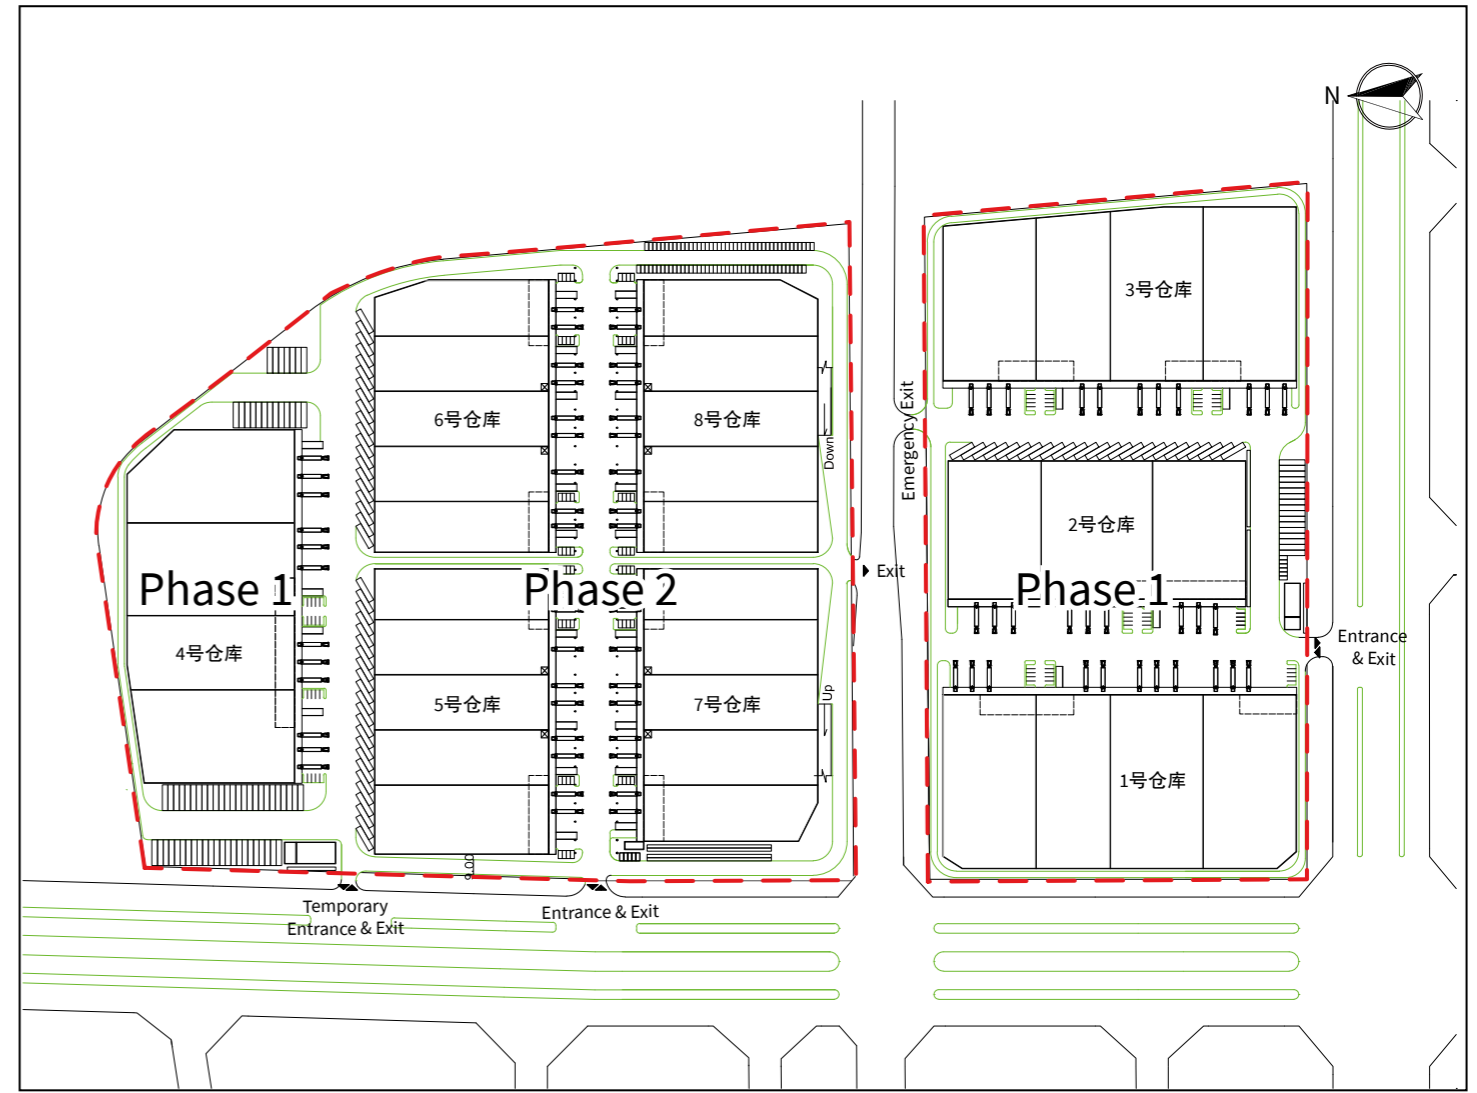 N
3号仓库
Emergency Exit
6号仓库
8号仓库
Down
2号仓库
Exit
Phase 1
Phase 2
Phase 1
Entrance
& Exit
4号仓库
5号仓库
7号仓库
Up
1号仓库
Temporary
Entrance & Exit
Entrance & Exit